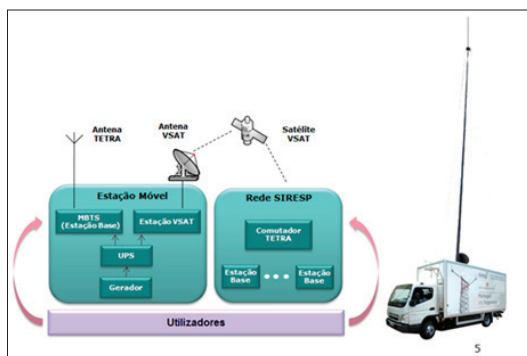 Antena
TETRA
Antena
VSAT
Satélite
VSAT
Estação Móvel
MBTS
(Estação Base)
Estação VSAT
UPS
Gerador
Rede SIRESP
Comutador
TETRA
Estação
Base
Estação
Base
Utilizadores
5